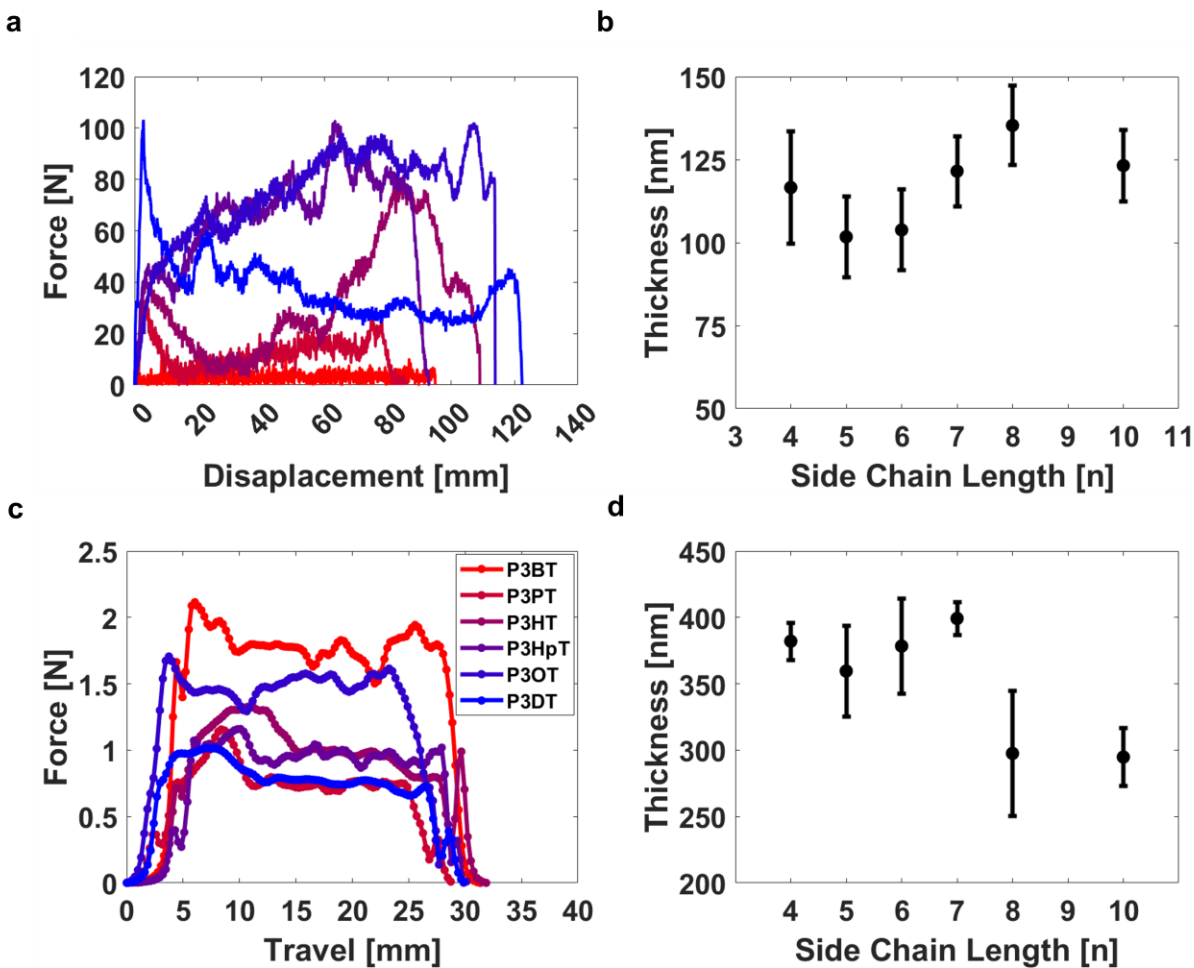 a
120
100
80
60
40
20
0
Force [N]
0 20 40 60 80 100 120 140
Disaplacement [mm]
b
150
125
100
75
50
Thickness [nm]
3 4 5 6 7 8 9 10 11
Side Chain Length [n]
c
2.5
2
1.5
1
0.5
0
Force [N]
0 5 10 15 20 25 30 35 40
Travel [mm]
P3BT
P3PT
P3HT
P3HpT
P3OT
P3DT
d
450
400
350
300
250
200
Thickness [nm]
4 5 6 7 8 9 10
Side Chain Length [n]